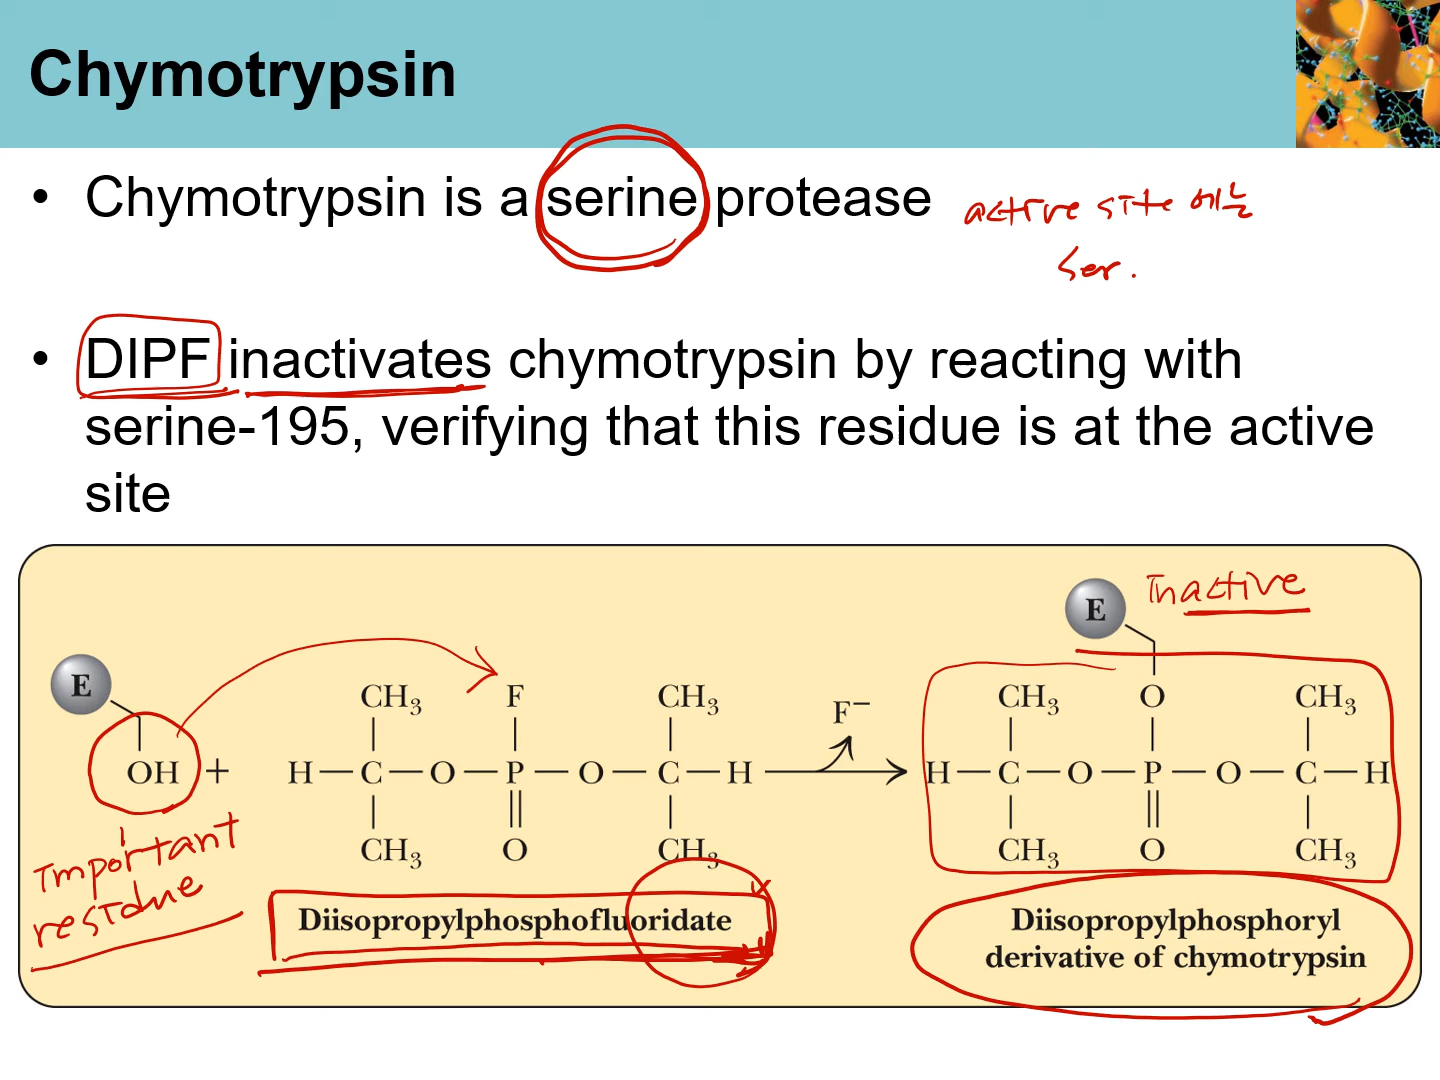 Chymotrypsin
• Chymotrypsin is a serine protease active site 에는
Ser.
• DIPF inactivates chymotrypsin by reacting with
serine-195, verifying that this residue is at the active
site
E Inactive
E
CH3 F CH3 F− CH3 O CH3
OH + H—C—O—P—O—C—H H—C—O—P—O—C—H
CH3 O CH3 CH3 O CH3
Important
residue
Diisopropylphosphofluoridate
Diisopropylphosphoryl
derivative of chymotrypsin